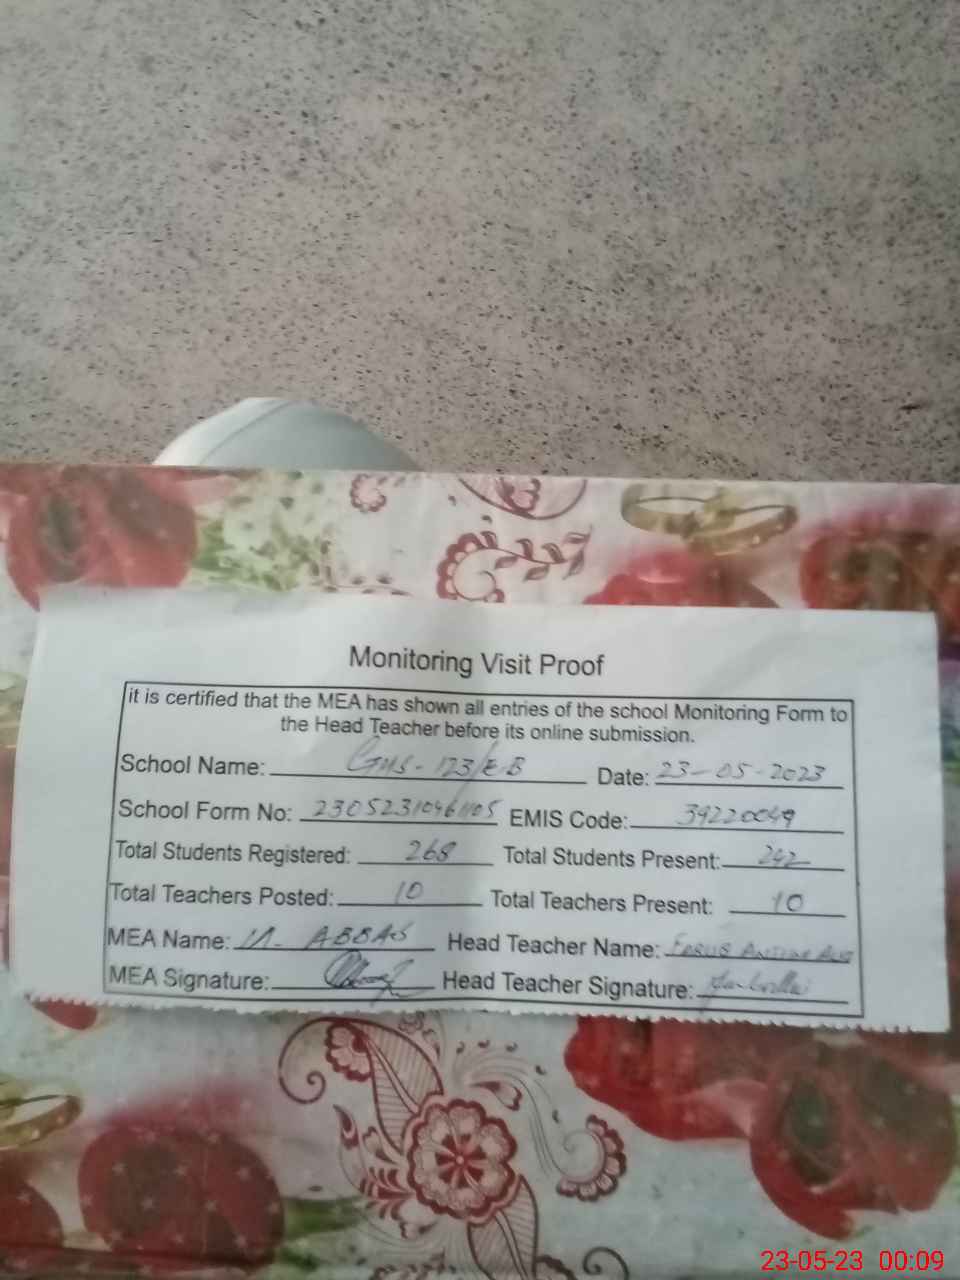 Monitoring Visit Proof
it is certified that the MEA has shown all entries of the school Monitoring Form to
the Head Teacher before its online submission.
School Name: GHS-123/EB Date: 23-05-2023
School Form No: 23052310461105 EMIS Code: 39220049
Total Students Registered: 268 Total Students Present: 242
Total Teachers Posted: 10 Total Teachers Present: 10
MEA Name: M. ABBAS Head Teacher Name:
MEA Signature: Head Teacher Signature:
23-05-23 00:09